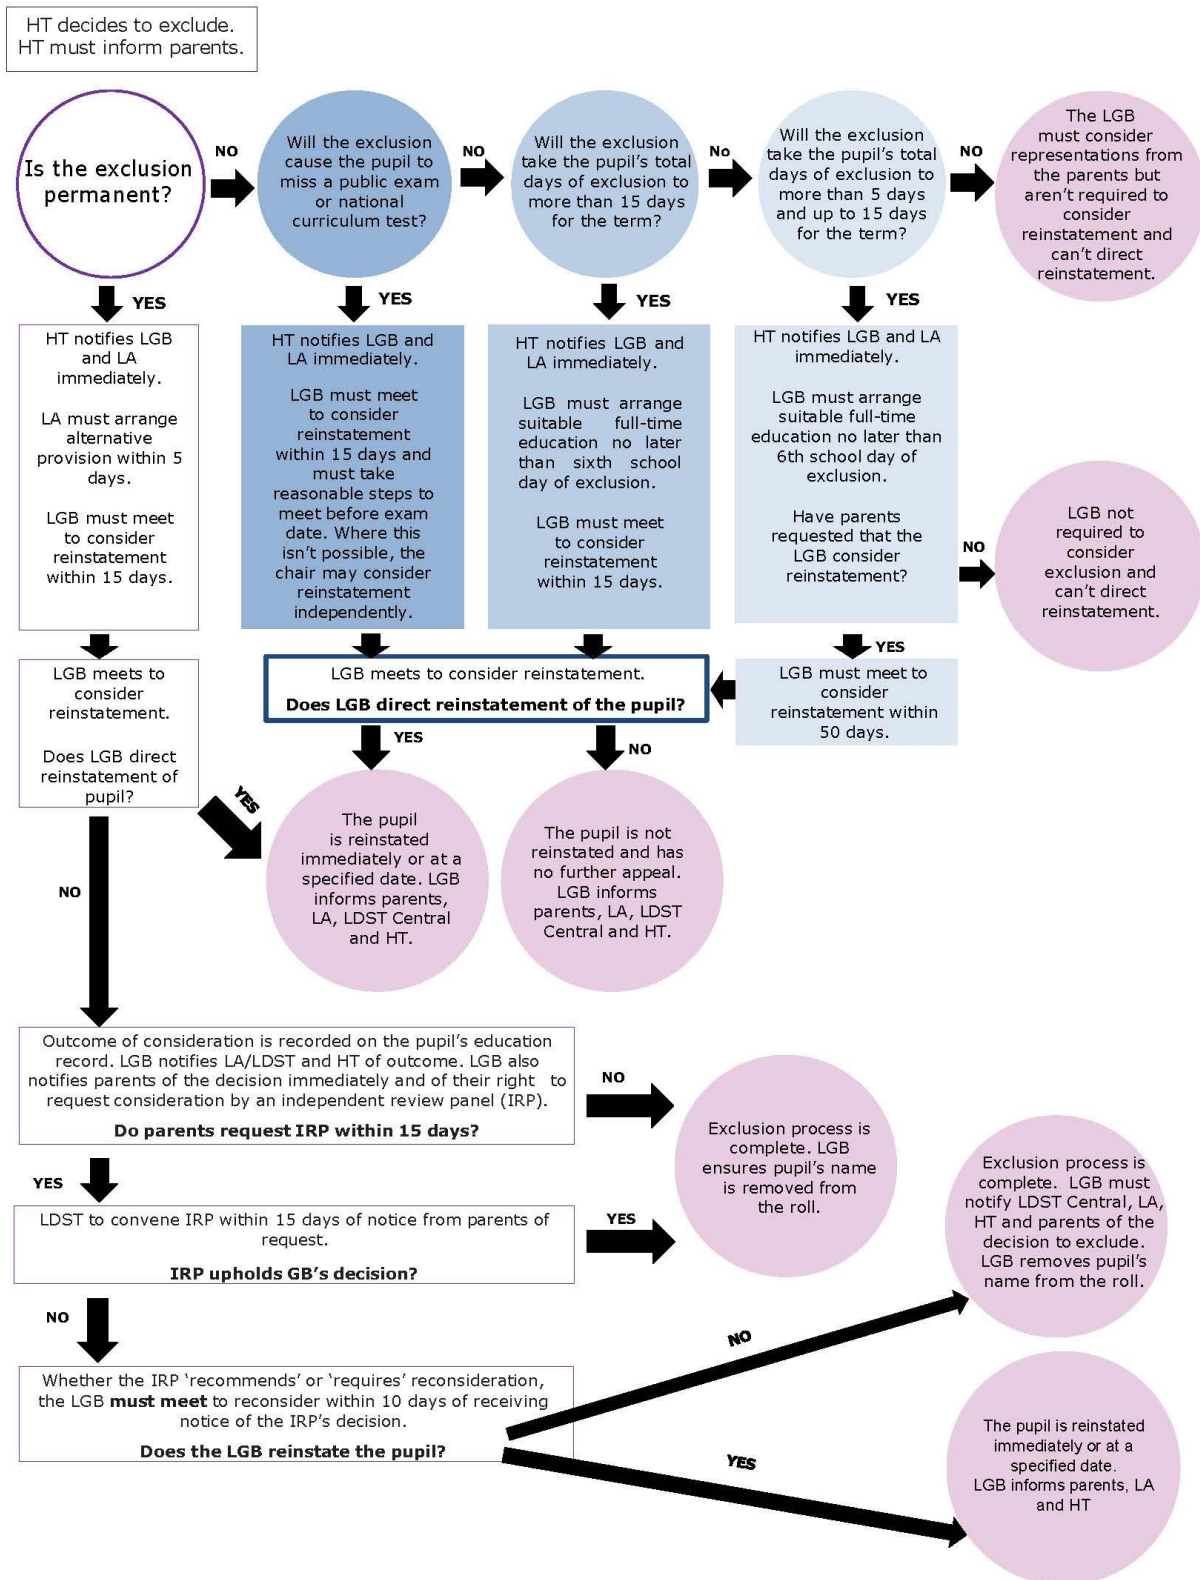 HT decides to exclude.
HT must inform parents.
Is the exclusion
permanent?
NO
Will the exclusion
cause the pupil to
miss a public exam
or national
curriculum test?
NO
Will the exclusion
take the pupil's total
days of exclusion to
more than 15 days
for the term?
No
Will the exclusion
take the pupil's total
days of exclusion to
more than 5 days
and up to 15 days
for the term?
NO
The LGB
must consider
representations from
the parents but
aren't required to
consider
reinstatement and
can't direct
reinstatement.
YES
YES
YES
YES
HT notifies LGB
and LA
immediately.
LA must arrange
alternative
provision within 5
days.
LGB must meet
to consider
reinstatement
within 15 days.
HT notifies LGB and
LA immediately.
LGB must meet
to consider
reinstatement
within 15 days and
must take
reasonable steps to
meet before exam
date. Where this
isn't possible, the
chair may consider
reinstatement
independently.
HT notifies LGB and
LA immediately.
LGB must arrange
suitable full-time
education no later
than sixth school
day of exclusion.
LGB must meet
to consider
reinstatement
within 15 days.
HT notifies LGB and LA
immediately.
LGB must arrange
suitable full-time
education no later than
6th school day of
exclusion.
Have parents
requested that the
LGB consider
reinstatement?
NO
LGB not
required to
consider
exclusion and
can't direct
reinstatement.
YES
LGB meets to
consider
reinstatement.
Does LGB direct
reinstatement of
pupil?
LGB meets to consider reinstatement.
Does LGB direct reinstatement of the pupil?
LGB must meet to
consider
reinstatement within
50 days.
YES
NO
YES
The pupil
is reinstated
immediately or at a
specified date. LGB
informs parents,
LA, LDST Central
and HT.
The pupil is not
reinstated and has
no further appeal.
LGB informs
parents, LA, LDST
Central and HT.
NO
Outcome of consideration is recorded on the pupil's education
record. LGB notifies LA/LDST and HT of outcome. LGB also
notifies parents of the decision immediately and of their right to
request consideration by an independent review panel (IRP).
Do parents request IRP within 15 days?
NO
Exclusion process is
complete. LGB
ensures pupil's name
is removed from
the roll.
YES
LDST to convene IRP within 15 days of notice from parents of
request.
IRP upholds GB's decision?
YES
Exclusion process is
complete. LGB must
notify LDST Central, LA,
HT and parents of the
decision to exclude.
LGB removes pupil's
name from the roll.
NO
Whether the IRP 'recommends' or 'requires' reconsideration,
the LGB must meet to reconsider within 10 days of receiving
notice of the IRP's decision.
Does the LGB reinstate the pupil?
NO
YES
The pupil is reinstated
immediately or at a
specified date.
LGB informs parents, LA
and HT